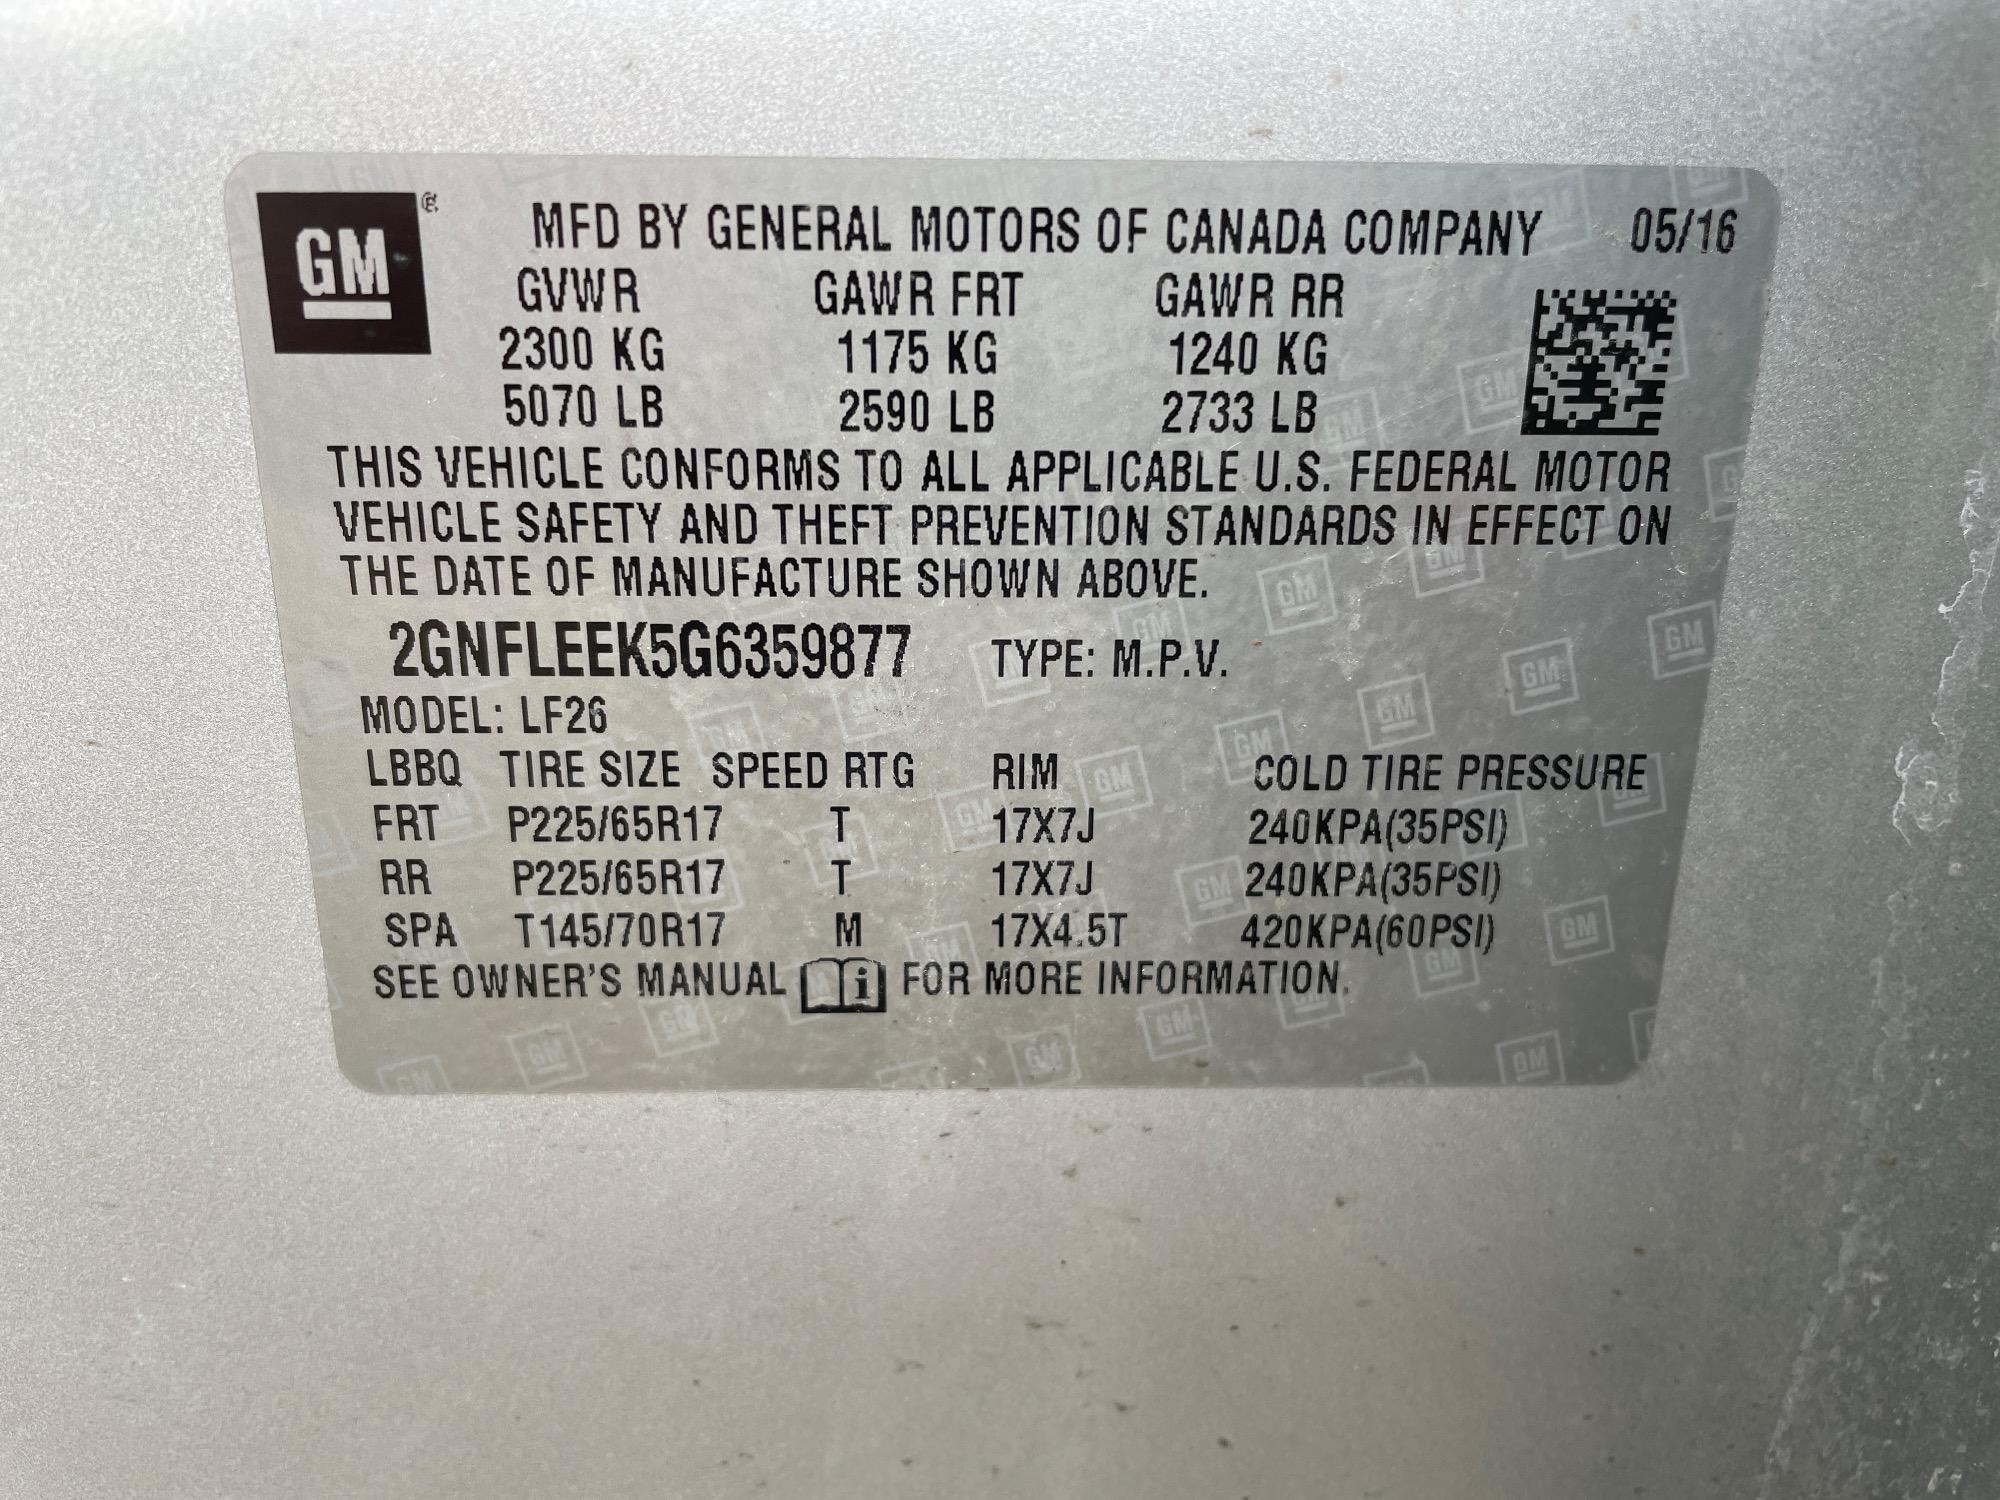 GM ® MFD BY GENERAL MOTORS OF CANADA COMPANY 05/16
GVWR GAWR FRT GAWR RR
2300 KG 1175 KG 1240 KG
5070 LB 2590 LB 2733 LB
THIS VEHICLE CONFORMS TO ALL APPLICABLE U.S. FEDERAL MOTOR
VEHICLE SAFETY AND THEFT PREVENTION STANDARDS IN EFFECT ON
THE DATE OF MANUFACTURE SHOWN ABOVE.
2GNFLEEK5G6359877 TYPE: M.P.V.
MODEL: LF26
LBBQ TIRE SIZE SPEED RTG RIM COLD TIRE PRESSURE
FRT P225/65R17 T 17X7J 240KPA(35PSI)
RR P225/65R17 T 17X7J 240KPA(35PSI)
SPA T145/70R17 M 17X4.5T 420KPA(60PSI)
SEE OWNER'S MANUAL i FOR MORE INFORMATION.